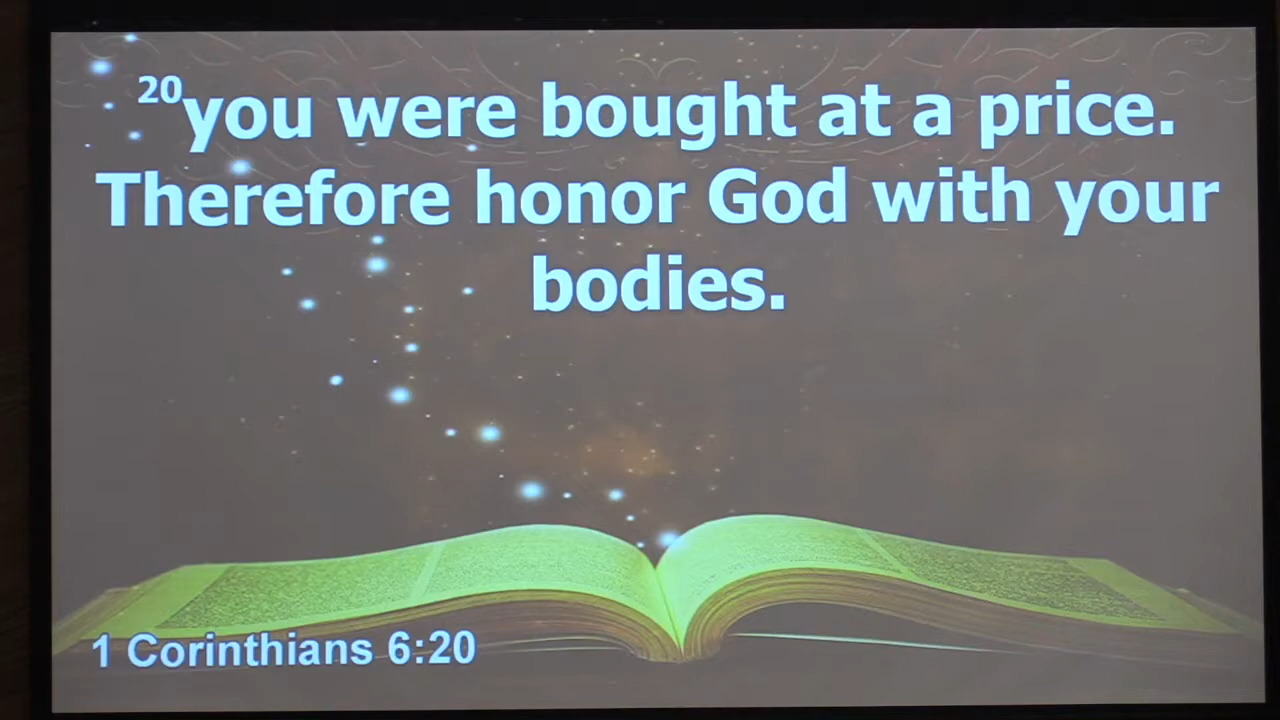 20you were bought at a price.
Therefore honor God with your
bodies.
1 Corinthians 6:20